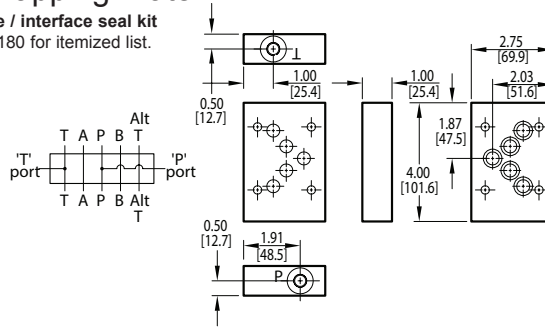 e / interface seal kit
180 for itemized list.
T
1.00
[25.4]
0.50
[12.7]
1.00
[25.4]
2.75
[69.9]
2.03
[51.6]
1.87
[47.5]
4.00
[101.6]
Alt
T A P B T
'T'
port
'P'
port
T A P B Alt
T
0.50
[12.7]
1.91
[48.5]
P